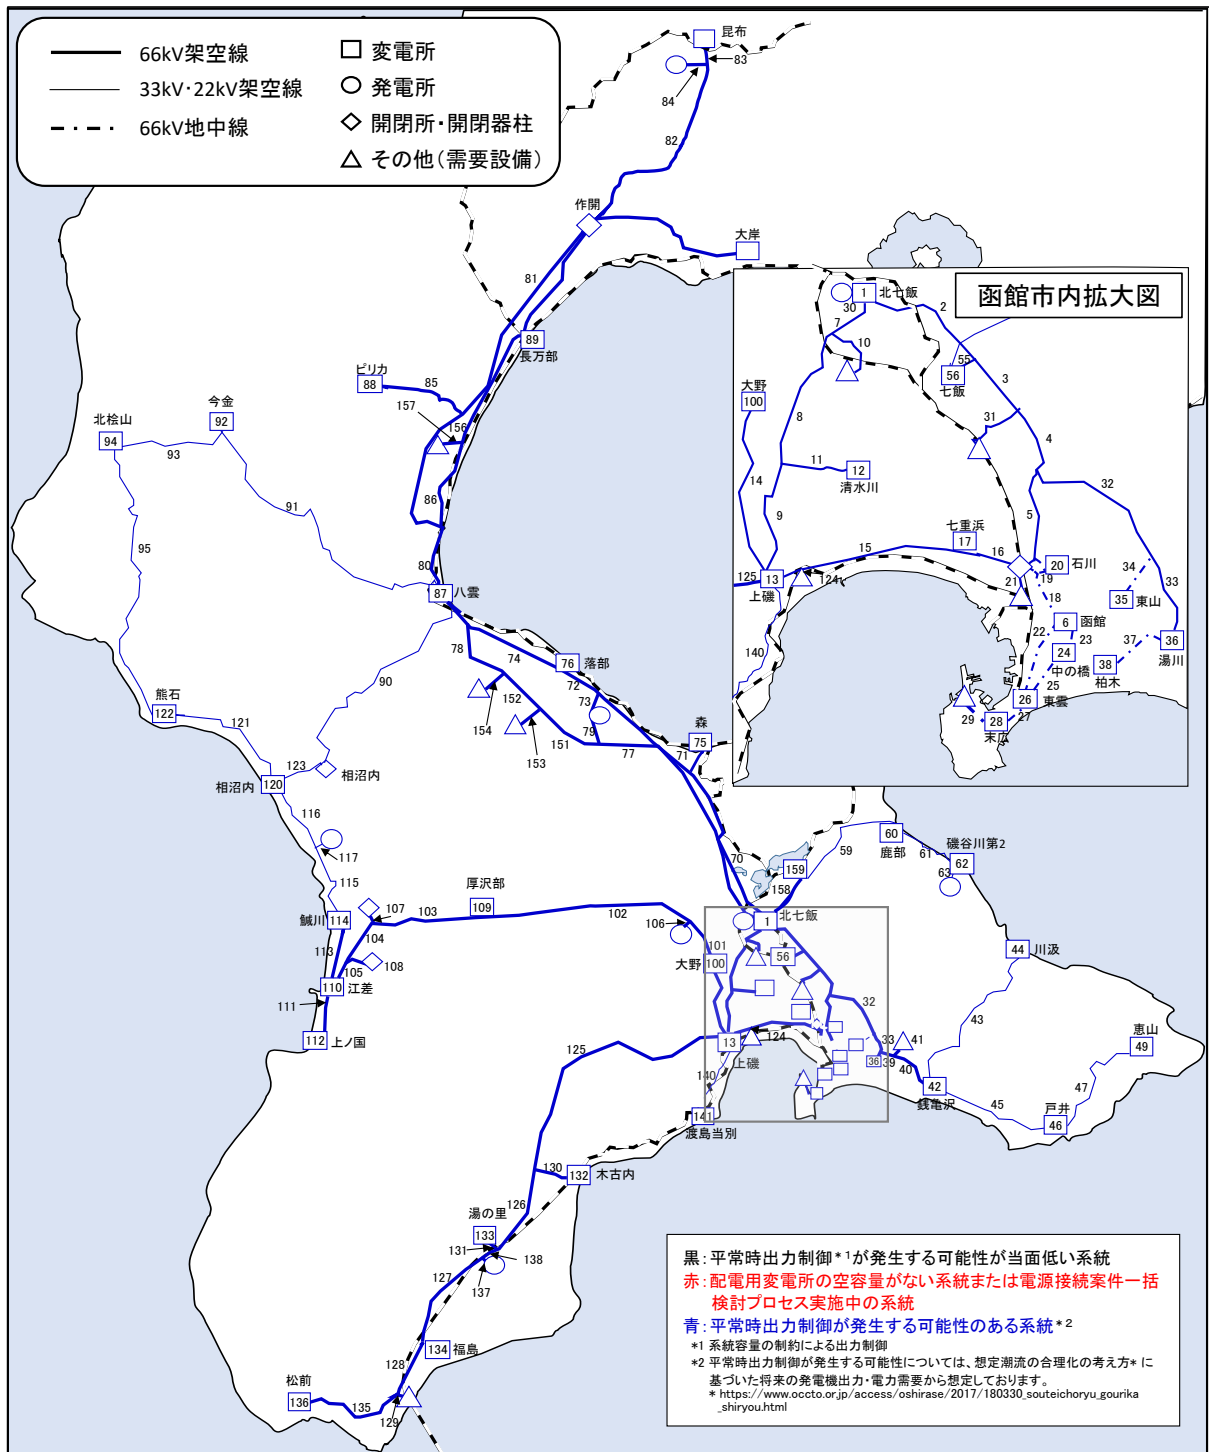 66kV架空線
33kV・22kV架空線
66kV地中線
変電所
発電所
開閉所・開閉器柱
その他（需要設備）
昆布
83
84
82
作開
大岸
81
89
長万部
ピリカ
88
85
157
156
86
今金
92
北桧山
94
93
91
95
80
87
八雲
78
74
76
落部
72
73
79
152
154
153
151
77
71
森
75
90
熊石
122
121
123
相沼内
120
相沼内
116
117
115
鰔川
114
113
107
104
103
厚沢部
109
102
106
105
108
110
江差
111
112
上ノ国
70
159
158
59
60
鹿部
61
磯谷川第2
62
63
北七飯
1
101
大野
100
56
32
13
上磯
124
33
36
39
41
40
42
銭亀沢
44
川汲
43
45
戸井
46
47
恵山
49
125
140
141
渡島当別
130
132
木古内
126
湯の里
133
131
138
137
127
134
福島
128
129
135
松前
136
函館市内拡大図
1
北七飯
30
2
7
10
55
56
七飯
3
31
4
大野
100
8
11
12
清水川
14
9
5
32
七重浜
17
15
16
125
13
上磯
124
20
石川
19
21
18
34
35
東山
33
6
函館
22
23
24
中の橋
25
37
38
柏木
36
湯川
26
東雲
27
28
末広
29
140
黒：平常時出力制御*1が発生する可能性が当面低い系統
赤：配電用変電所の空容量がない系統または電源接続案件一括
検討プロセス実施中の系統
青：平常時出力制御が発生する可能性のある系統*2
*1 系統容量の制約による出力制御
*2 平常時出力制御が発生する可能性については、想定潮流の合理化の考え方* に
基づいた将来の発電機出力・電力需要から想定しております。
* https://www.occto.or.jp/access/oshirase/2017/180330_souteichoryu_gourika
_shiryou.html